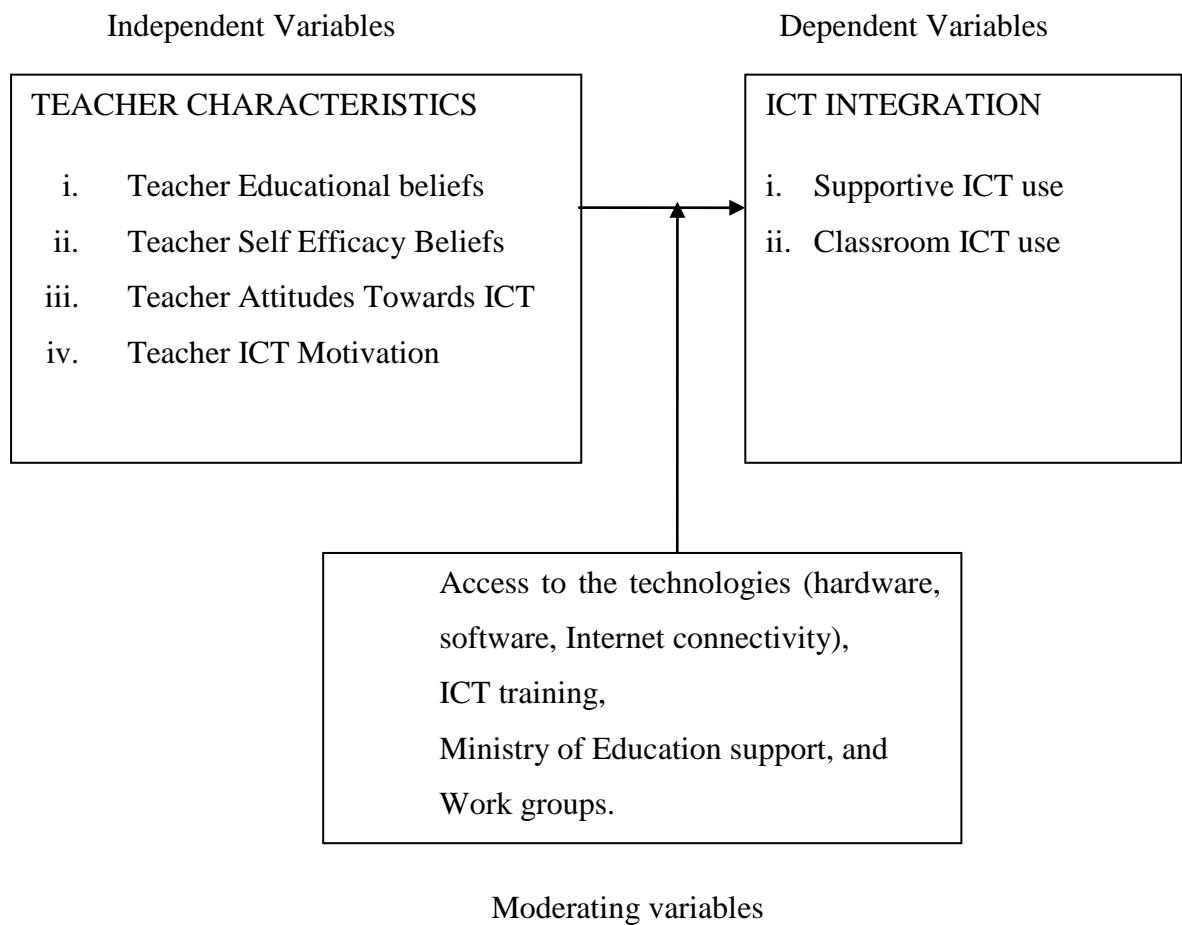 Independent Variables
Dependent Variables
TEACHER CHARACTERISTICS
i. Teacher Educational beliefs
ii. Teacher Self Efficacy Beliefs
iii. Teacher Attitudes Towards ICT
iv. Teacher ICT Motivation
ICT INTEGRATION
i. Supportive ICT use
ii. Classroom ICT use
Access to the technologies (hardware,
software, Internet connectivity),
ICT training,
Ministry of Education support, and
Work groups.
Moderating variables